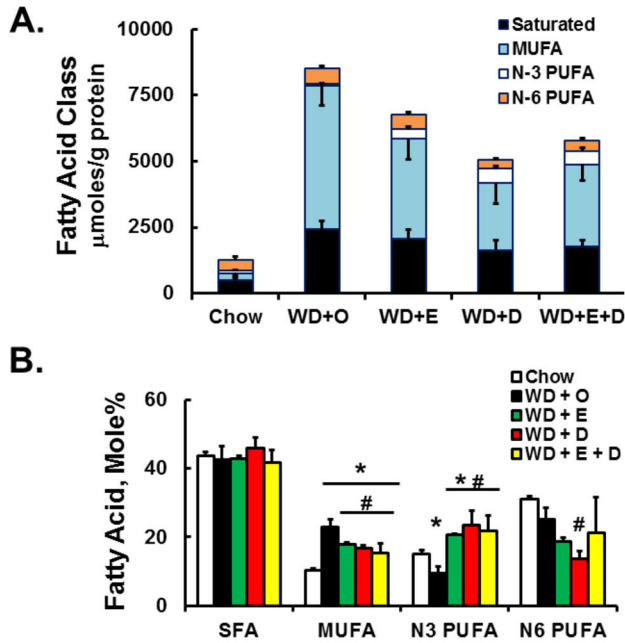 A.
Fatty Acid Class
μmoles/g protein
10000
7500
5000
2500
0
Saturated
MUFA
N-3 PUFA
N-6 PUFA
Chow WD+O WD+E WD+D WD+E+D
B.
Fatty Acid, Mole%
60
40
20
0
Chow
WD + O
WD + E
WD + D
WD + E + D
*
#
*
* #
#
SFA MUFA N3 PUFA N6 PUFA